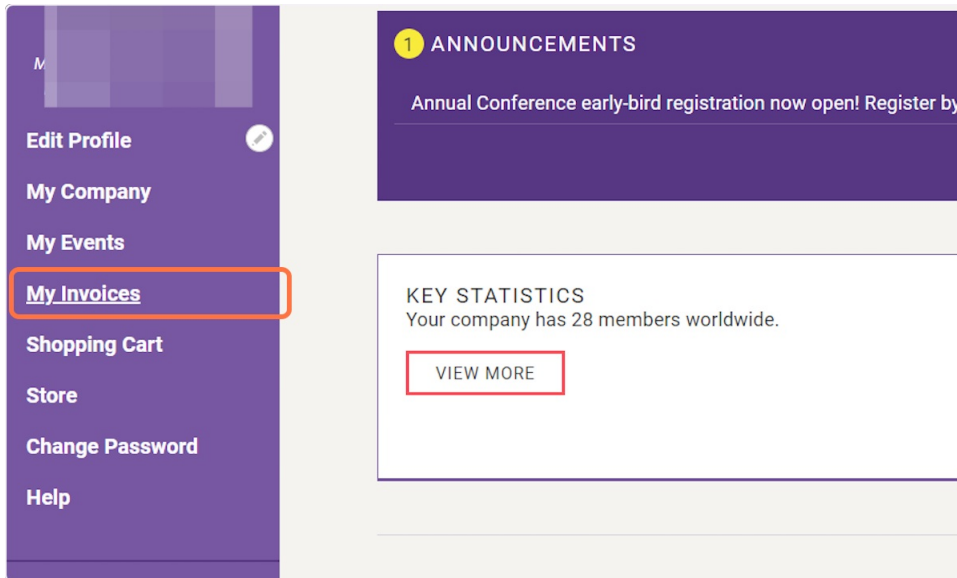 M
Edit Profile
My Company
My Events
My Invoices
Shopping Cart
Store
Change Password
Help
1 ANNOUNCEMENTS
Annual Conference early-bird registration now open! Register by
KEY STATISTICS
Your company has 28 members worldwide.
VIEW MORE